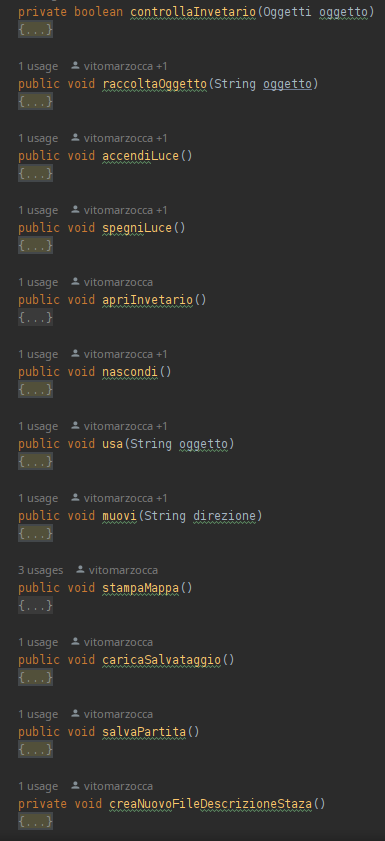 private boolean controllaInvetario(Oggetti oggetto)
{...}
1 usage vitomarzocca +1
public void raccoltaOggetto(String oggetto)
{...}
1 usage vitomarzocca +1
public void accendiLuce()
{...}
1 usage vitomarzocca +1
public void spegniLuce()
{...}
1 usage vitomarzocca
public void apriInvetario()
{...}
1 usage vitomarzocca +1
public void nascondi()
{...}
1 usage vitomarzocca +1
public void usa(String oggetto)
{...}
1 usage vitomarzocca +1
public void muovi(String direzione)
{...}
3 usages vitomarzocca
public void stampaMappa()
{...}
1 usage vitomarzocca
public void caricaSalvataggio()
{...}
1 usage vitomarzocca
public void salvaPartita()
{...}
1 usage vitomarzocca
private void creaNuovoFileDescrizioneStaza()
{...}